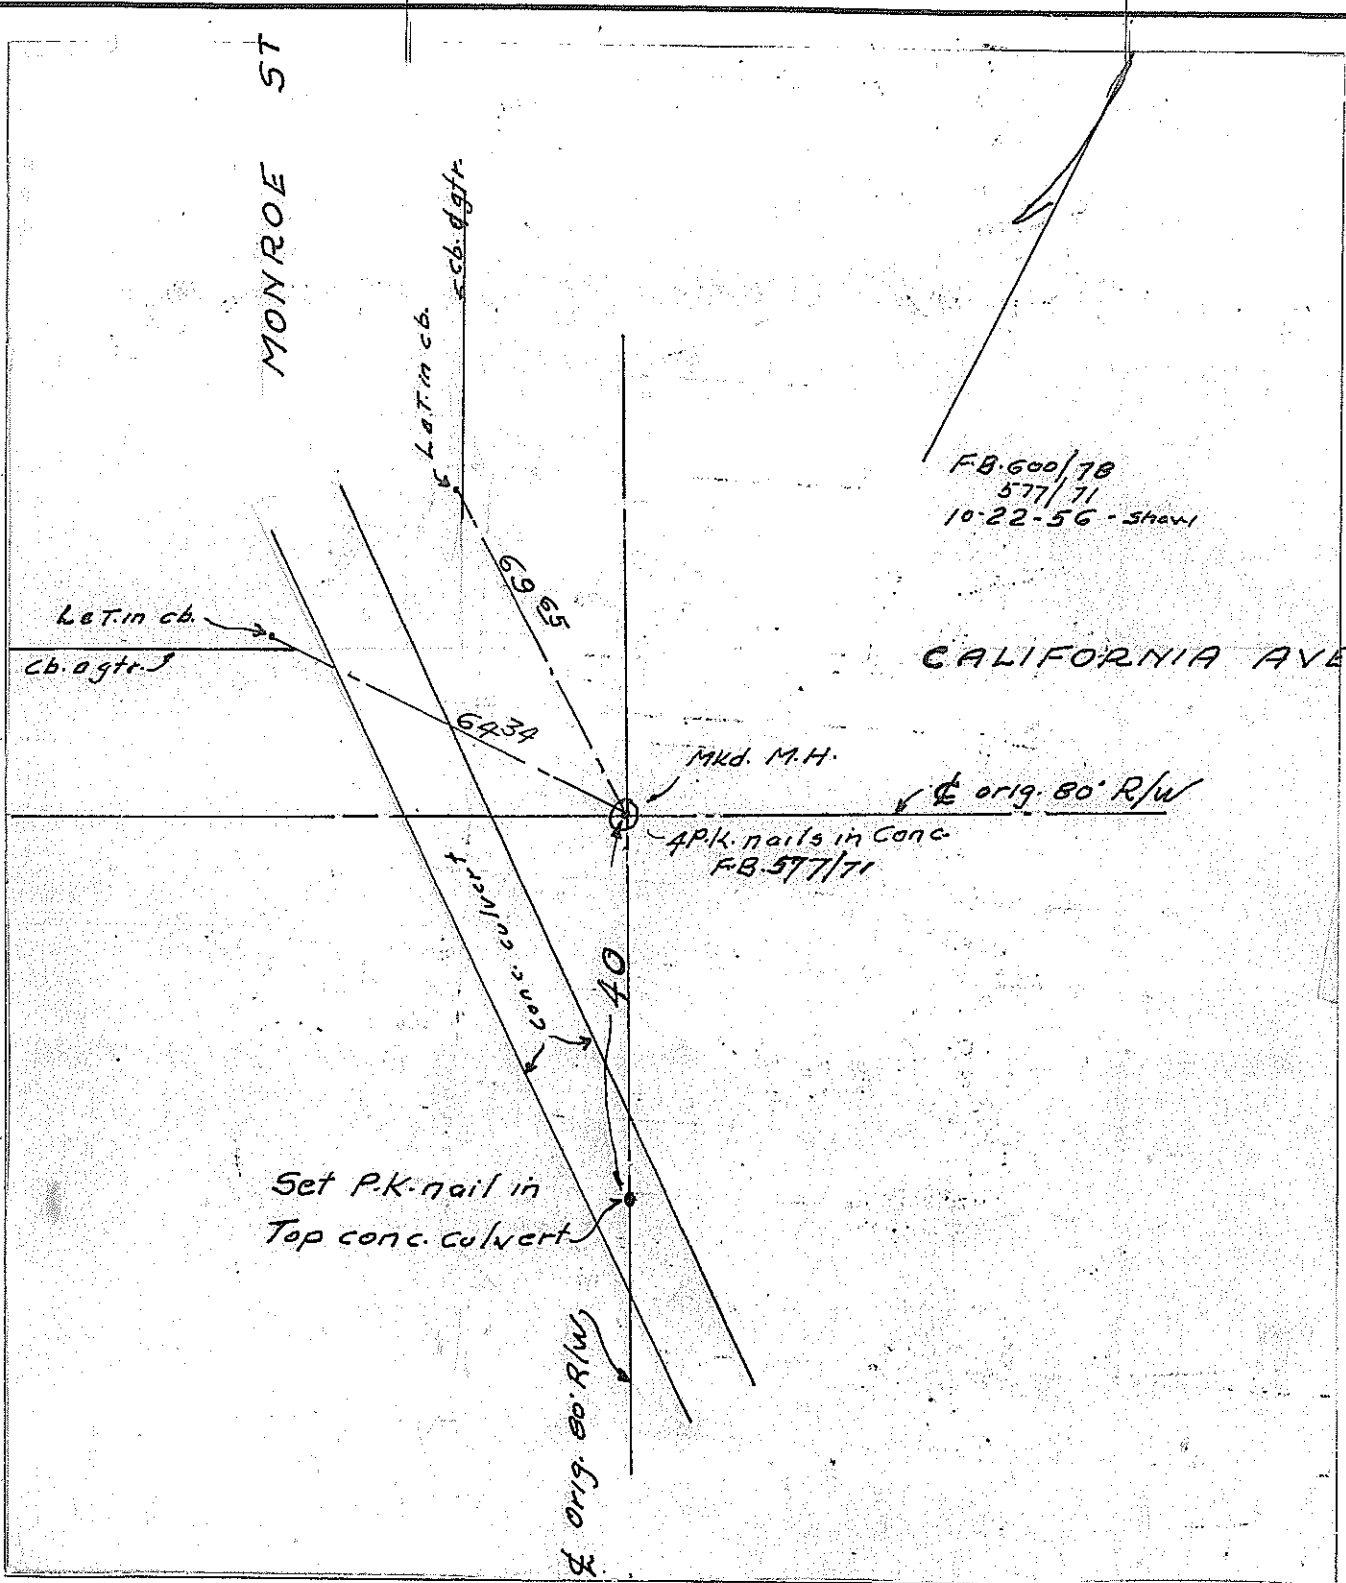 MONROE ST
cb. & gtr.
L & T. in cb.
FB. 600/78
577/71
10-22-56 - Shaw
69 65
L & T. in cb.
cb. & gtr.
CALIFORNIA AVE
64 34
Mkd. M.H.
℄ orig. 80' R/W
4 P.K. nails in Conc.
FB. 577/71
conc. culvert
40
Set P.K. nail in
Top conc. culvert
℄ orig. 80' R/W